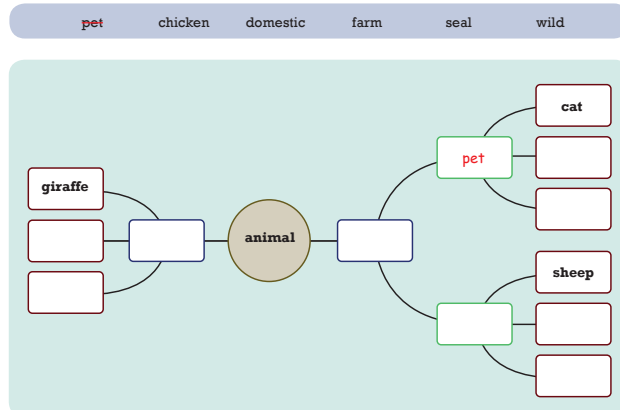 pet chicken domestic farm seal wild
cat
pet
giraffe
animal
sheep